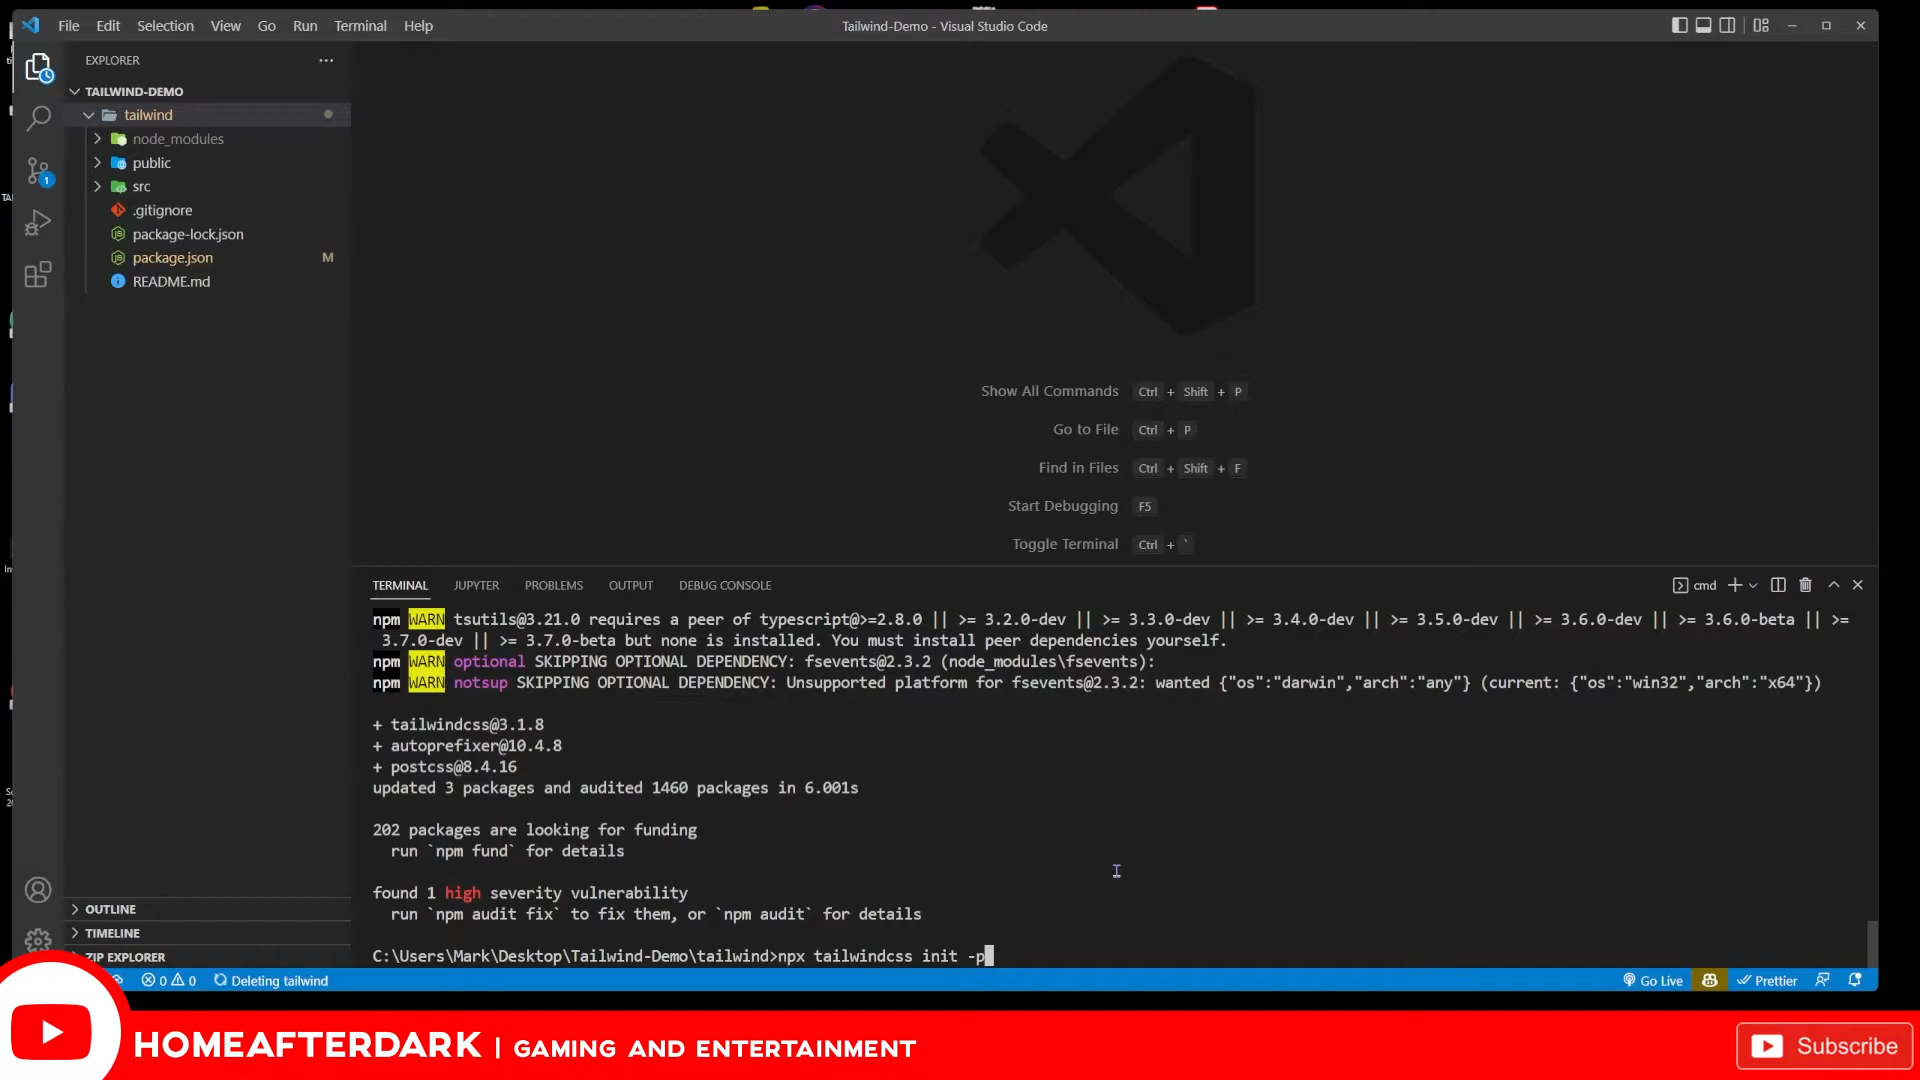 File Edit Selection View Go Run Terminal Help
Tailwind-Demo - Visual Studio Code
EXPLORER
TAILWIND-DEMO
tailwind
node_modules
public
src
.gitignore
package-lock.json
package.json M
README.md
1
Show All Commands Ctrl + Shift + P
Go to File Ctrl + P
Find in Files Ctrl + Shift + F
Start Debugging F5
Toggle Terminal Ctrl + `
TERMINAL JUPYTER PROBLEMS OUTPUT DEBUG CONSOLE
cmd
npm WARN tsutils@3.21.0 requires a peer of typescript@>=2.8.0 || >= 3.2.0-dev || >= 3.3.0-dev || >= 3.4.0-dev || >= 3.5.0-dev || >= 3.6.0-dev || >= 3.6.0-beta || >=
3.7.0-dev || >= 3.7.0-beta but none is installed. You must install peer dependencies yourself.
npm WARN optional SKIPPING OPTIONAL DEPENDENCY: fsevents@2.3.2 (node_modules\fsevents):
npm WARN notsup SKIPPING OPTIONAL DEPENDENCY: Unsupported platform for fsevents@2.3.2: wanted {"os":"darwin","arch":"any"} (current: {"os":"win32","arch":"x64"})
+ tailwindcss@3.1.8
+ autoprefixer@10.4.8
+ postcss@8.4.16
updated 3 packages and audited 1460 packages in 6.001s
202 packages are looking for funding
run `npm fund` for details
found 1 high severity vulnerability
run `npm audit fix` to fix them, or `npm audit` for details
C:\Users\Mark\Desktop\Tailwind-Demo\tailwind>npx tailwindcss init -p
OUTLINE
TIMELINE
ZIP EXPLORER
0 0 Deleting tailwind
Go Live Prettier
HOMEAFTERDARK | GAMING AND ENTERTAINMENT
Subscribe